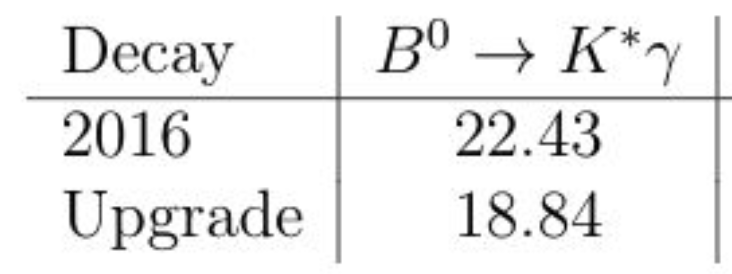 Decay B⁰ → K*γ
2016 22.43
Upgrade 18.84